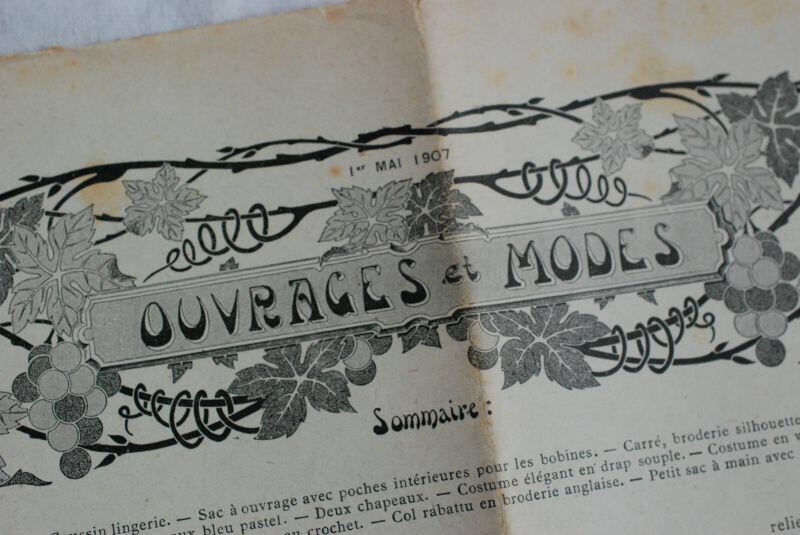 1er MAI 1907
OUVRAGES et MODES
Sommaire :
lingerie. — Sac à ouvrage avec poches intérieures pour les bobines. — Carré, broderie silhouette
bleu pastel. — Deux chapeaux. — Costume élégant en drap souple. — Costume en
crochet. — Col rabattu en broderie anglaise. — Petit sac à main avec